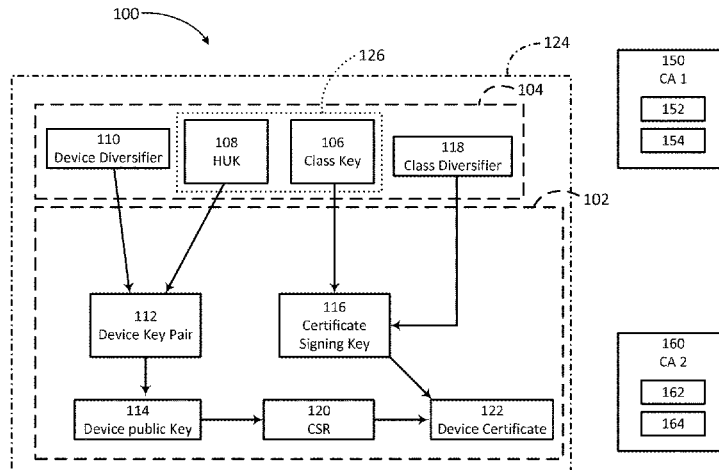 100
124
126
104
150
CA 1
152
154
110
Device Diversifier
108
HUK
106
Class Key
118
Class Diversifier
102
112
Device Key Pair
116
Certificate
Signing Key
160
CA 2
162
164
114
Device public Key
120
CSR
122
Device Certificate